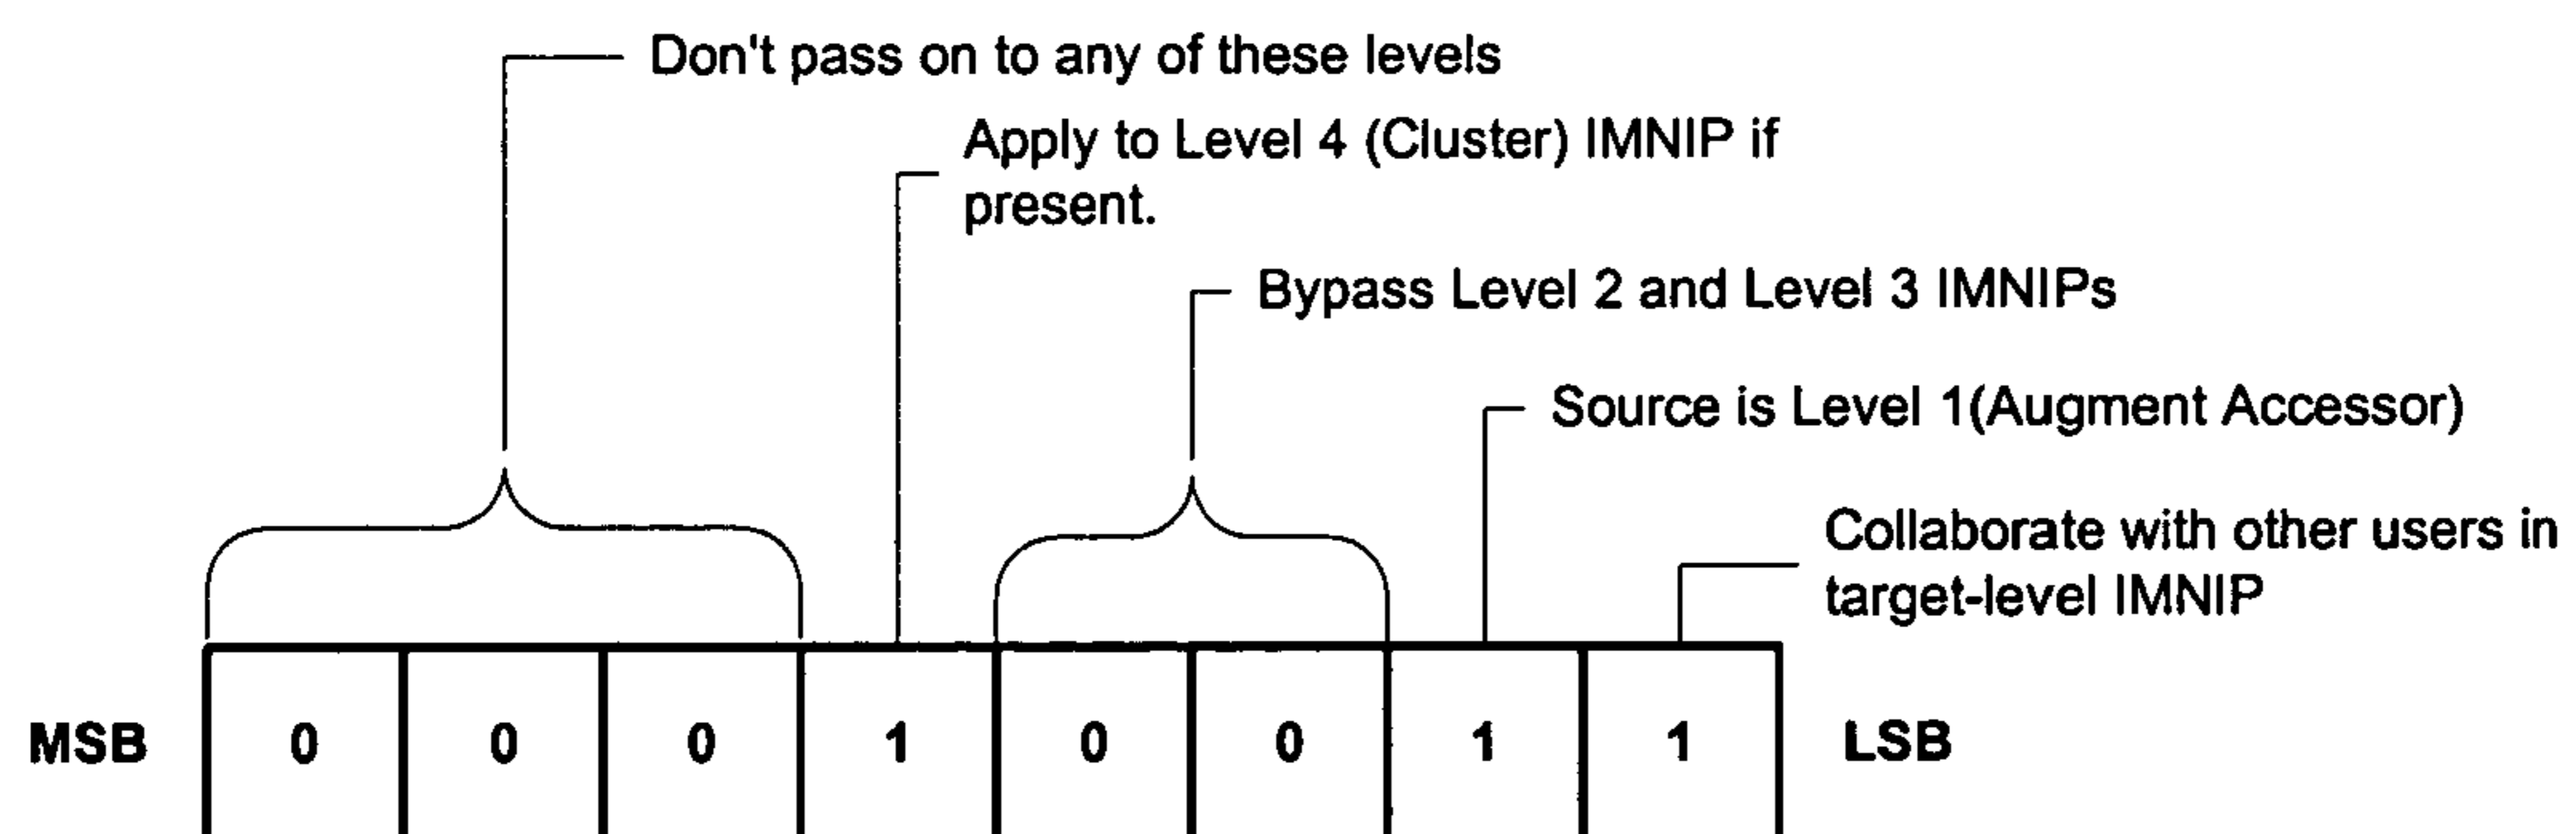 Don't pass on to any of these levels
Apply to Level 4 (Cluster) IMNIP if
present.
Bypass Level 2 and Level 3 IMNIPs
Source is Level 1(Augment Accessor)
Collaborate with other users in
target-level IMNIP
MSB 0 0 0 1 0 0 1 1 LSB